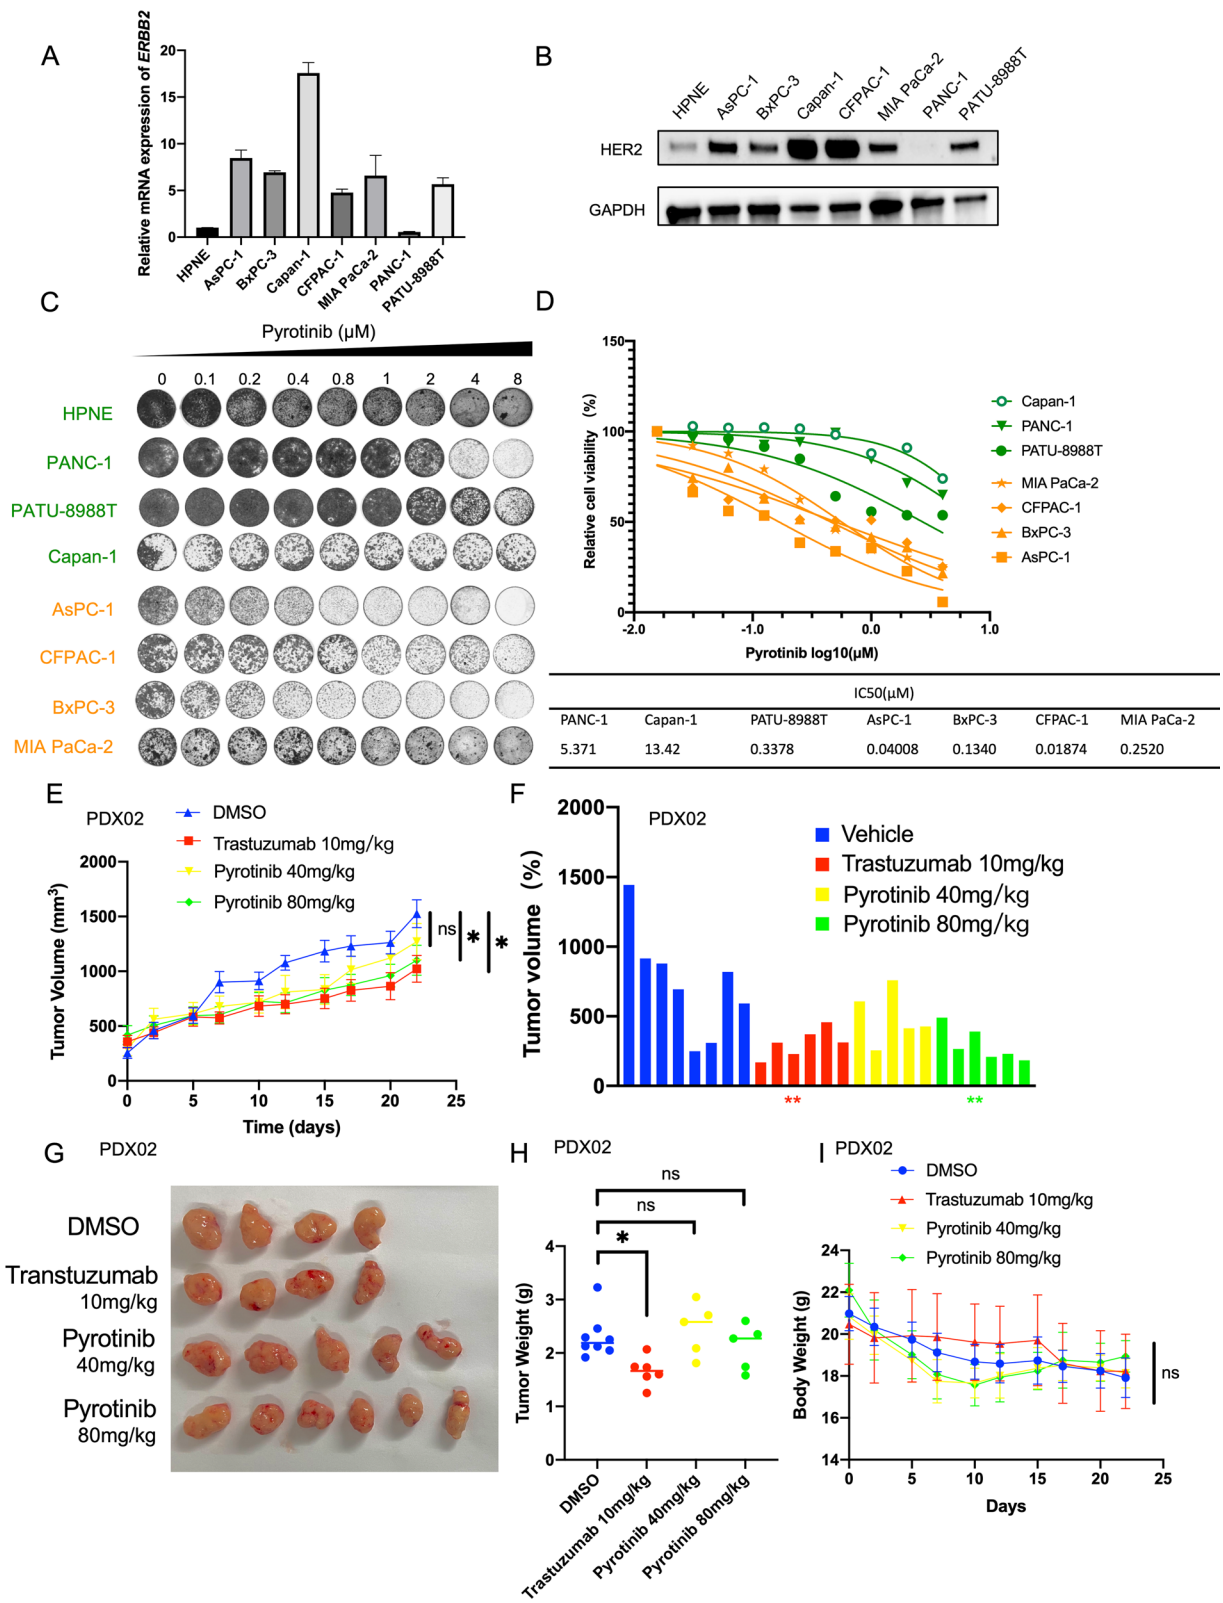 A
Relative mRNA expression of ERBB2
20
15
10
5
0
HPNE
AsPC-1
BxPC-3
Capan-1
CFPAC-1
MIA PaCa-2
PANC-1
PATU-8988T
B
HPNE
AsPC-1
BxPC-3
Capan-1
CFPAC-1
MIA PaCa-2
PANC-1
PATU-8988T
HER2
GAPDH
C
Pyrotinib (μM)
0 0.1 0.2 0.4 0.8 1 2 4 8
HPNE
PANC-1
PATU-8988T
Capan-1
AsPC-1
CFPAC-1
BxPC-3
MIA PaCa-2
D
Relative cell viability (%)
150
100
50
0
-2.0 -1.0 0.0 1.0
Pyrotinib log10(μM)
Capan-1
PANC-1
PATU-8988T
MIA PaCa-2
CFPAC-1
BxPC-3
AsPC-1
IC50(μM)
PANC-1 Capan-1 PATU-8988T AsPC-1 BxPC-3 CFPAC-1 MIA PaCa-2
5.371 13.42 0.3378 0.04008 0.1340 0.01874 0.2520
E
PDX02
DMSO
Trastuzumab 10mg/kg
Pyrotinib 40mg/kg
Pyrotinib 80mg/kg
Tumor Volume (mm3)
2000
1500
1000
500
0
0 5 10 15 20 25
Time (days)
ns * *
F
PDX02
Vehicle
Trastuzumab 10mg/kg
Pyrotinib 40mg/kg
Pyrotinib 80mg/kg
Tumor volume (%)
2000
1500
1000
500
0
** **
G
PDX02
DMSO
Transtuzumab
10mg/kg
Pyrotinib
40mg/kg
Pyrotinib
80mg/kg
H
PDX02
ns
ns
*
Tumor Weight (g)
4
3
2
1
0
DMSO
Trastuzumab 10mg/kg
Pyrotinib 40mg/kg
Pyrotinib 80mg/kg
I
PDX02
DMSO
Trastuzumab 10mg/kg
Pyrotinib 40mg/kg
Pyrotinib 80mg/kg
Body Weight (g)
24
22
20
18
16
14
0 5 10 15 20 25
Days
ns